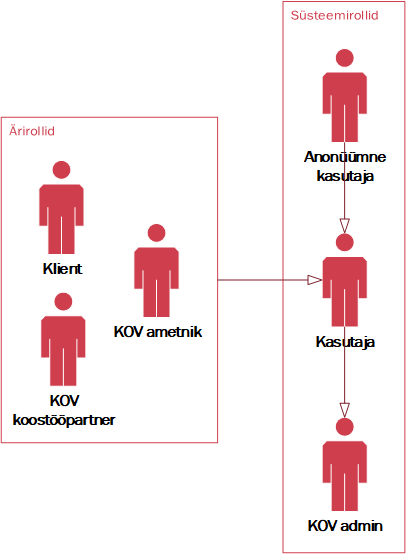 Süsteemirollid
Anonüümne
kasutaja
Ärirollid
Klient
KOV ametnik
Kasutaja
KOV
koostööpartner
KOV admin